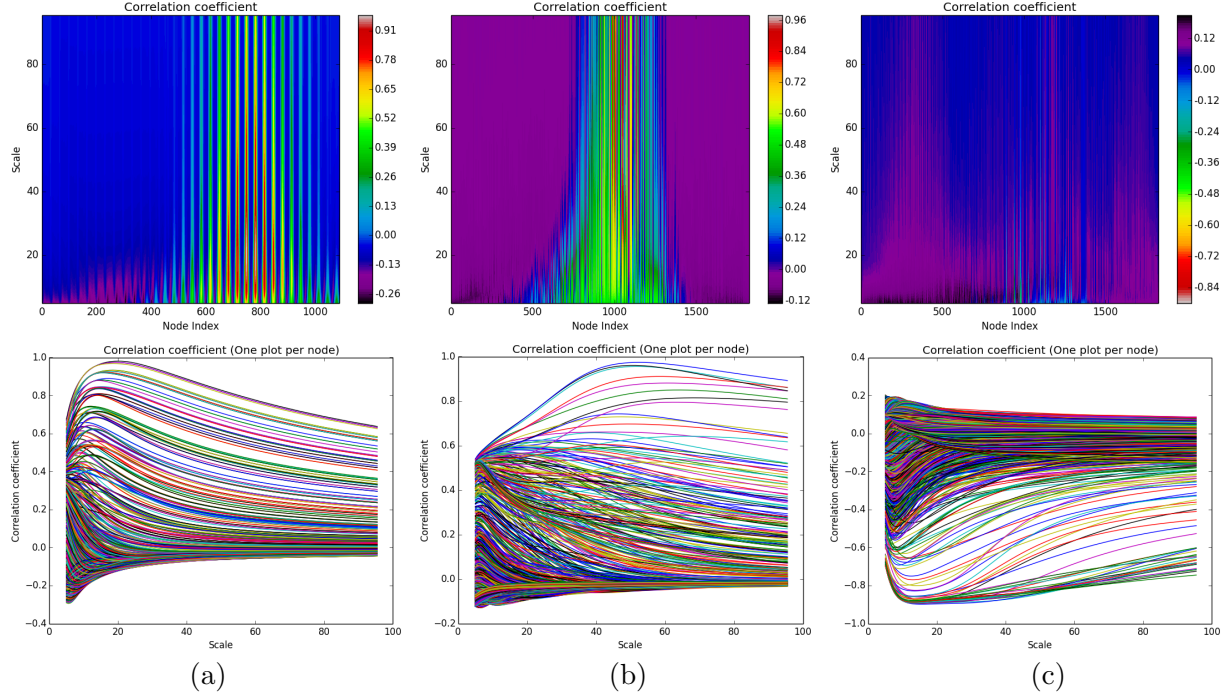 Correlation coefficient
Scale
80
60
40
20
0 200 400 600 800 1000
Node Index
0.91
0.78
0.65
0.52
0.39
0.26
0.13
0.00
-0.13
-0.26
Correlation coefficient
Scale
80
60
40
20
0 500 1000 1500
Node Index
0.96
0.84
0.72
0.60
0.48
0.36
0.24
0.12
0.00
-0.12
Correlation coefficient
Scale
80
60
40
20
0 500 1000 1500
Node Index
0.12
0.00
-0.12
-0.24
-0.36
-0.48
-0.60
-0.72
-0.84
Correlation coefficient (One plot per node)
Correlation coefficient
1.0
0.8
0.6
0.4
0.2
0.0
−0.2
−0.4
0 20 40 60 80 100
Scale
Correlation coefficient (One plot per node)
Correlation coefficient
1.0
0.8
0.6
0.4
0.2
0.0
−0.2
0 20 40 60 80 100
Scale
Correlation coefficient (One plot per node)
Correlation coefficient
0.4
0.2
0.0
−0.2
−0.4
−0.6
−0.8
−1.0
0 20 40 60 80 100
Scale
(a) (b) (c)